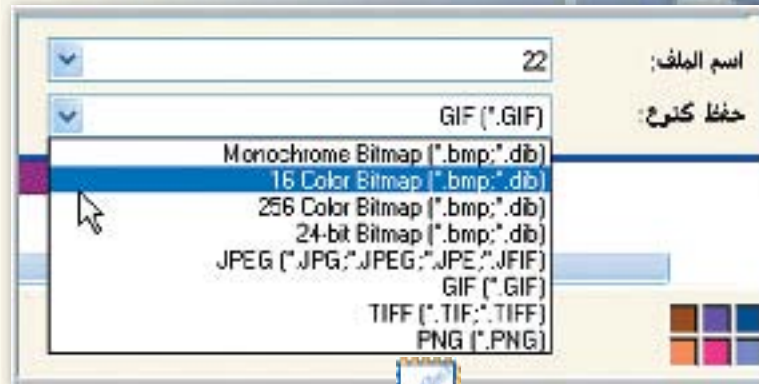 اسم الملف: 22
حفظ كنوع: GIF (*.GIF)
Monochrome Bitmap (*.bmp;*.dib)
16 Color Bitmap (*.bmp;*.dib)
256 Color Bitmap (*.bmp;*.dib)
24-bit Bitmap (*.bmp;*.dib)
JPEG (*.JPG;*.JPEG;*.JPE;*.JFIF)
GIF (*.GIF)
TIFF (*.TIF;*.TIFF)
PNG (*.PNG)